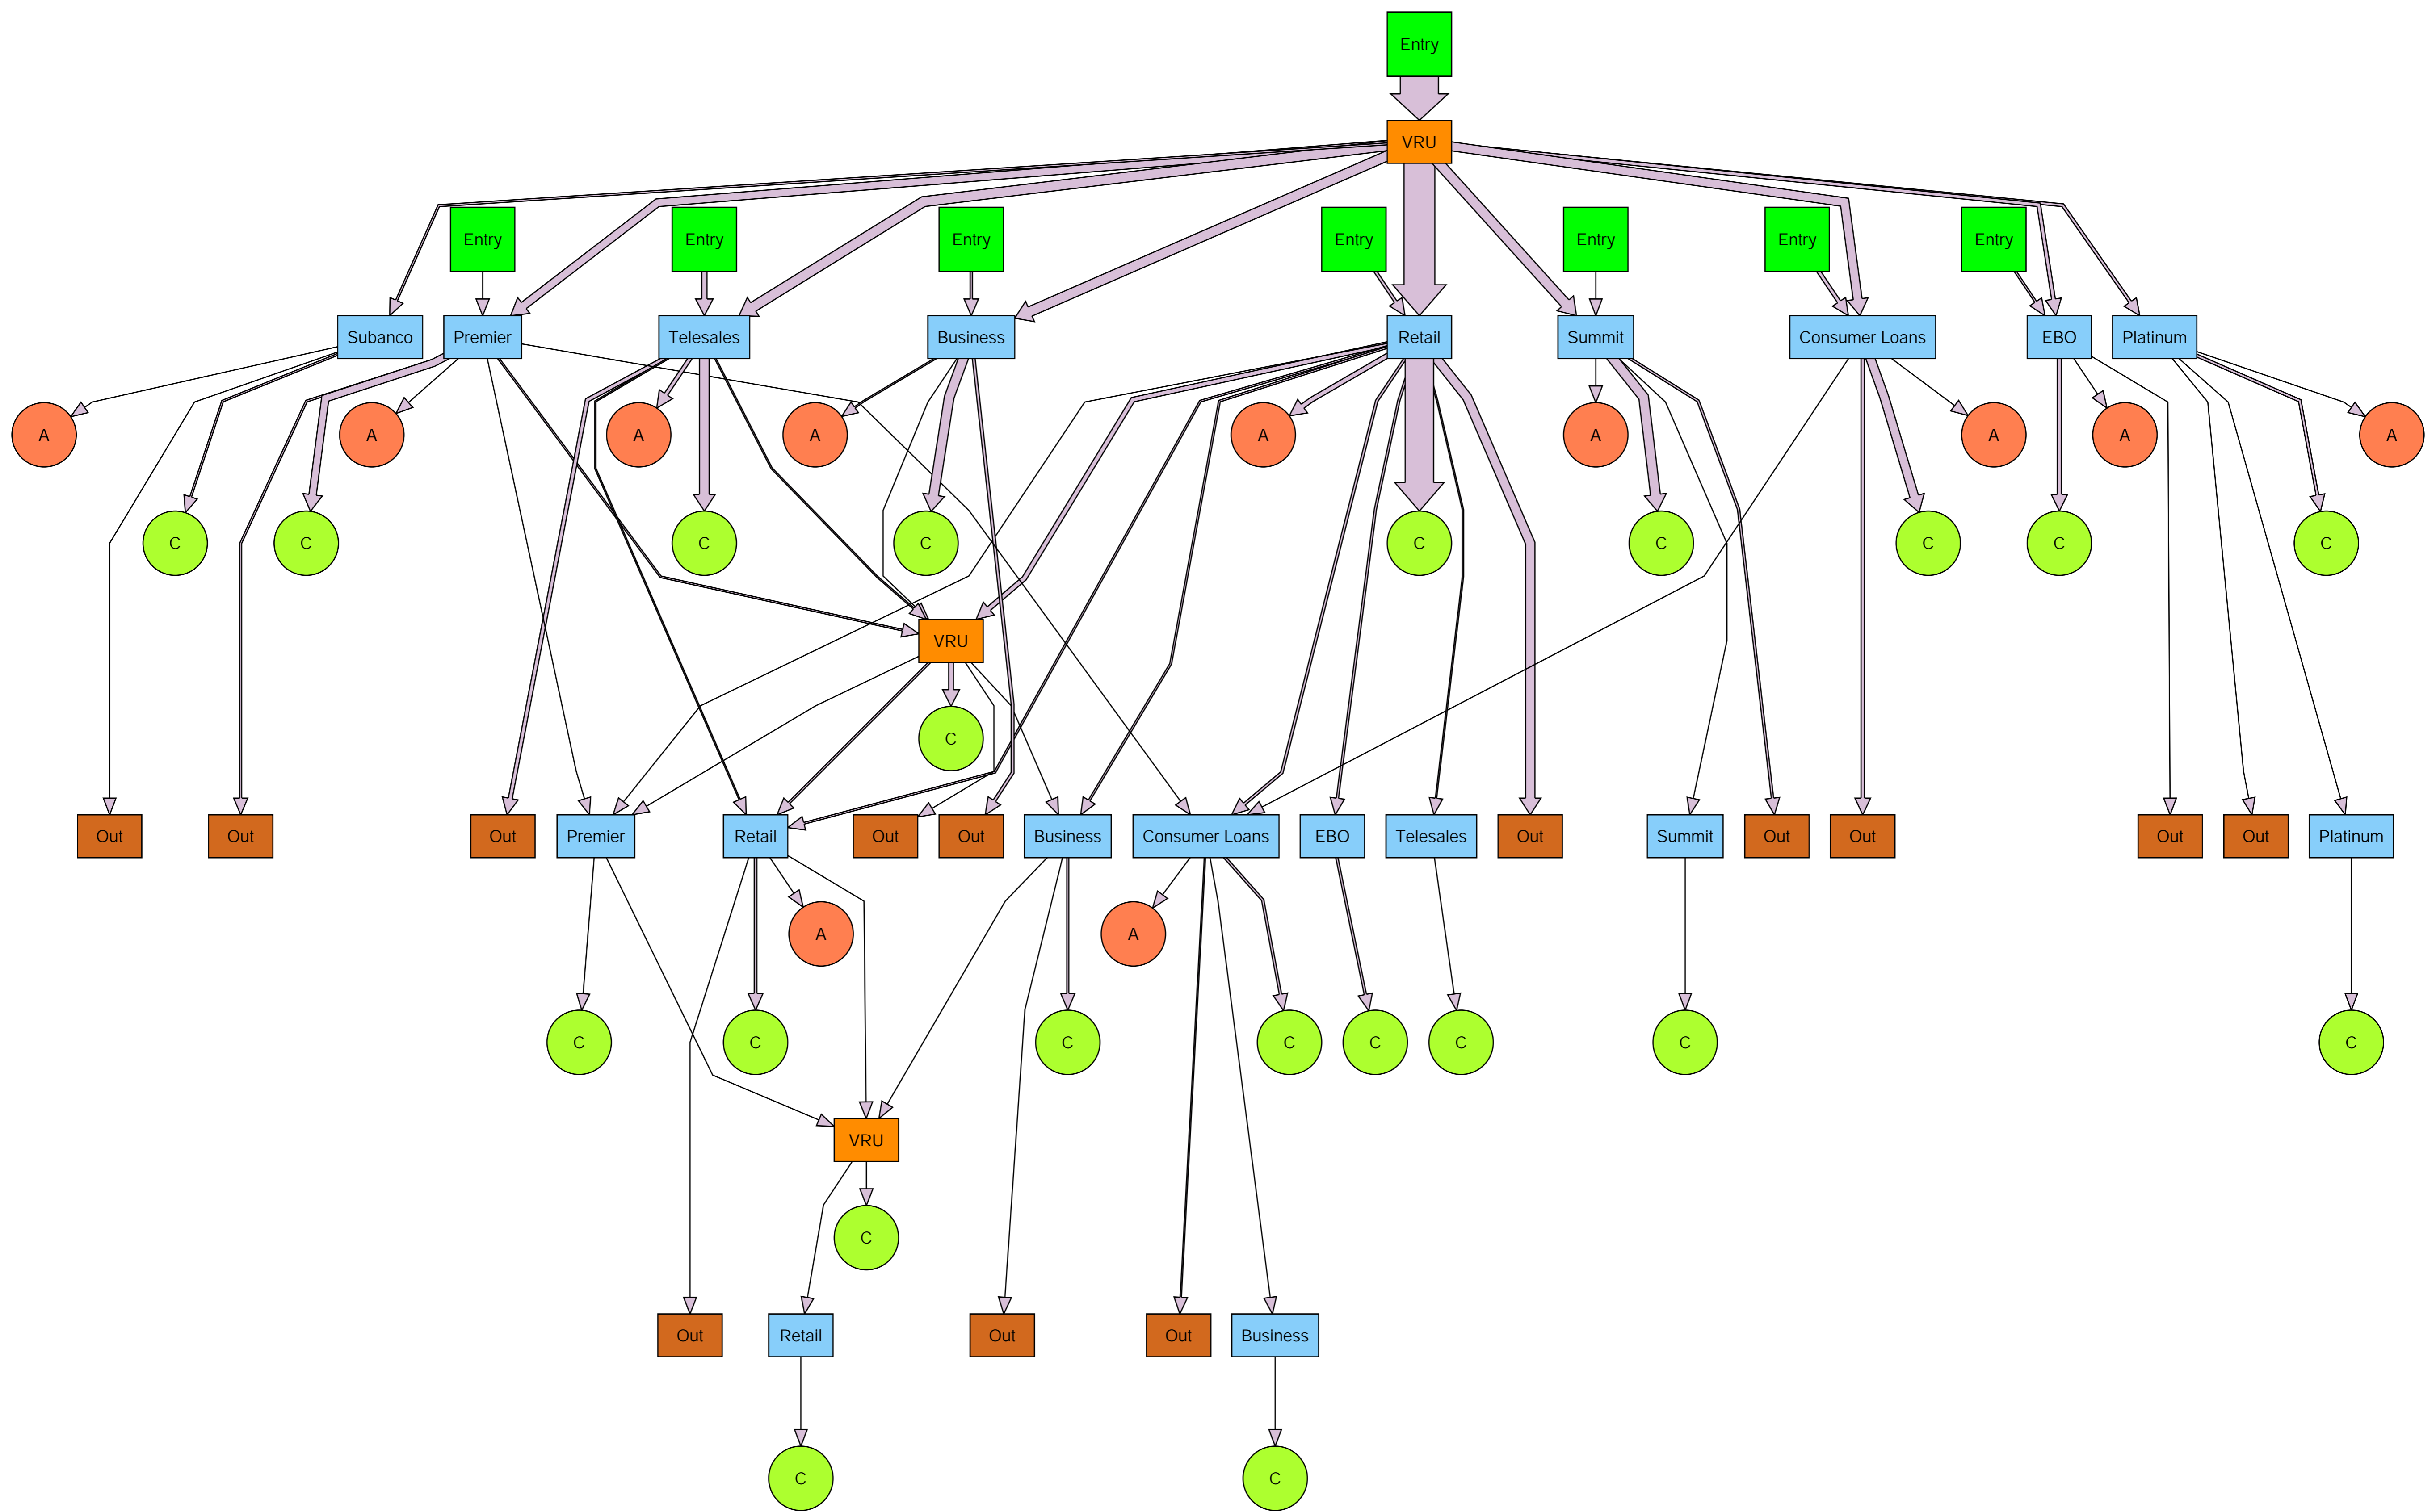 Entry
VRU
Entry
Entry
Entry
Entry
Entry
Entry
Entry
Subanco
Premier
Telesales
Business
Retail
Summit
Consumer Loans
EBO
Platinum
A
A
A
A
A
A
A
A
A
C
C
C
C
C
C
C
C
C
VRU
C
Out
Out
Out
Premier
Retail
Out
Out
Business
Consumer Loans
EBO
Telesales
Out
Summit
Out
Out
Out
Out
Platinum
A
A
C
C
C
C
C
C
C
C
VRU
C
Out
Retail
Out
Out
Business
C
C